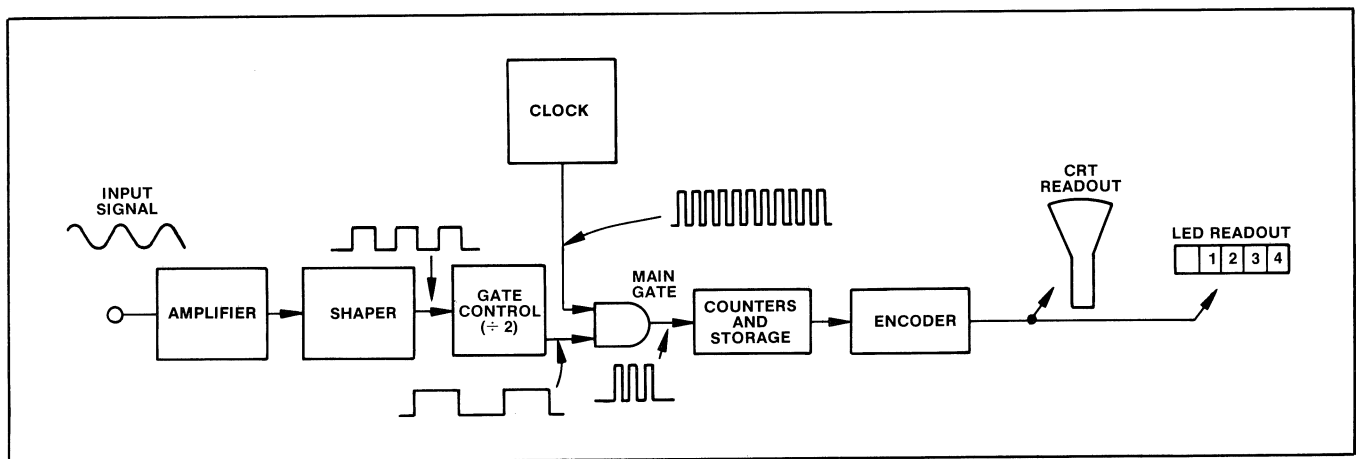 CLOCK
INPUT
SIGNAL
CRT
READOUT
LED READOUT
1 2 3 4
MAIN
GATE
AMPLIFIER
SHAPER
GATE
CONTROL
(÷ 2)
COUNTERS
AND
STORAGE
ENCODER